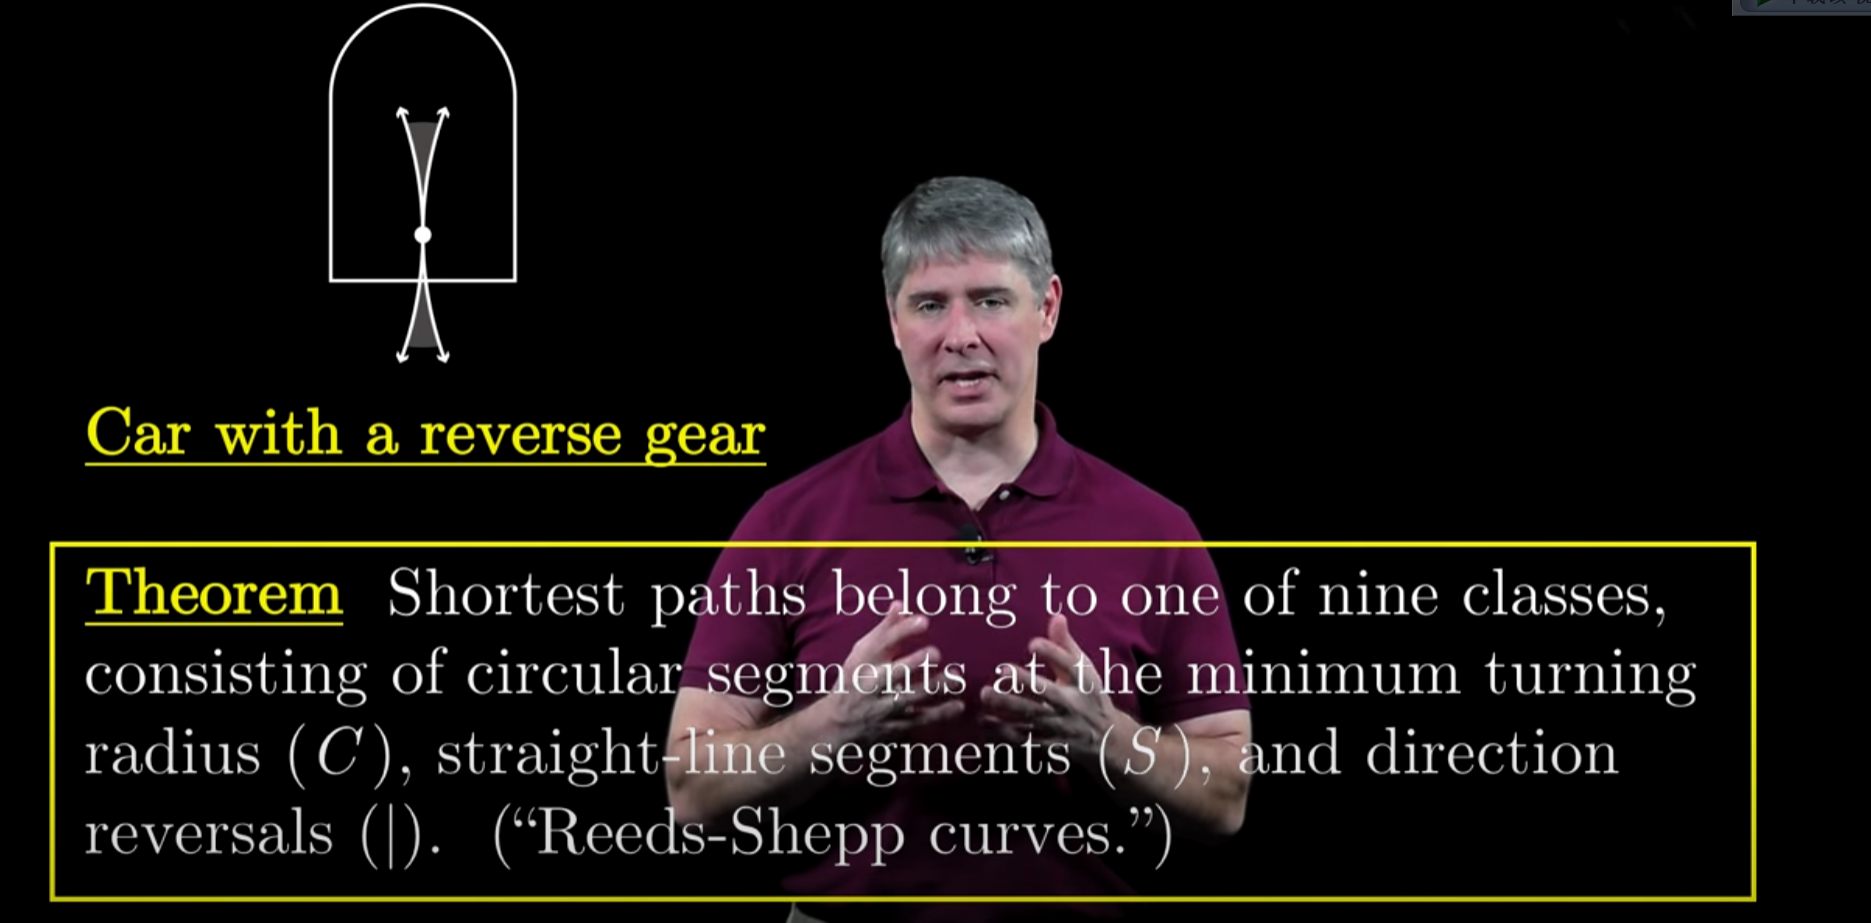 Car with a reverse gear
Theorem Shortest paths belong to one of nine classes,
consisting of circular segments at the minimum turning
radius (C), straight-line segments (S), and direction
reversals (|). (“Reeds-Shepp curves.”)